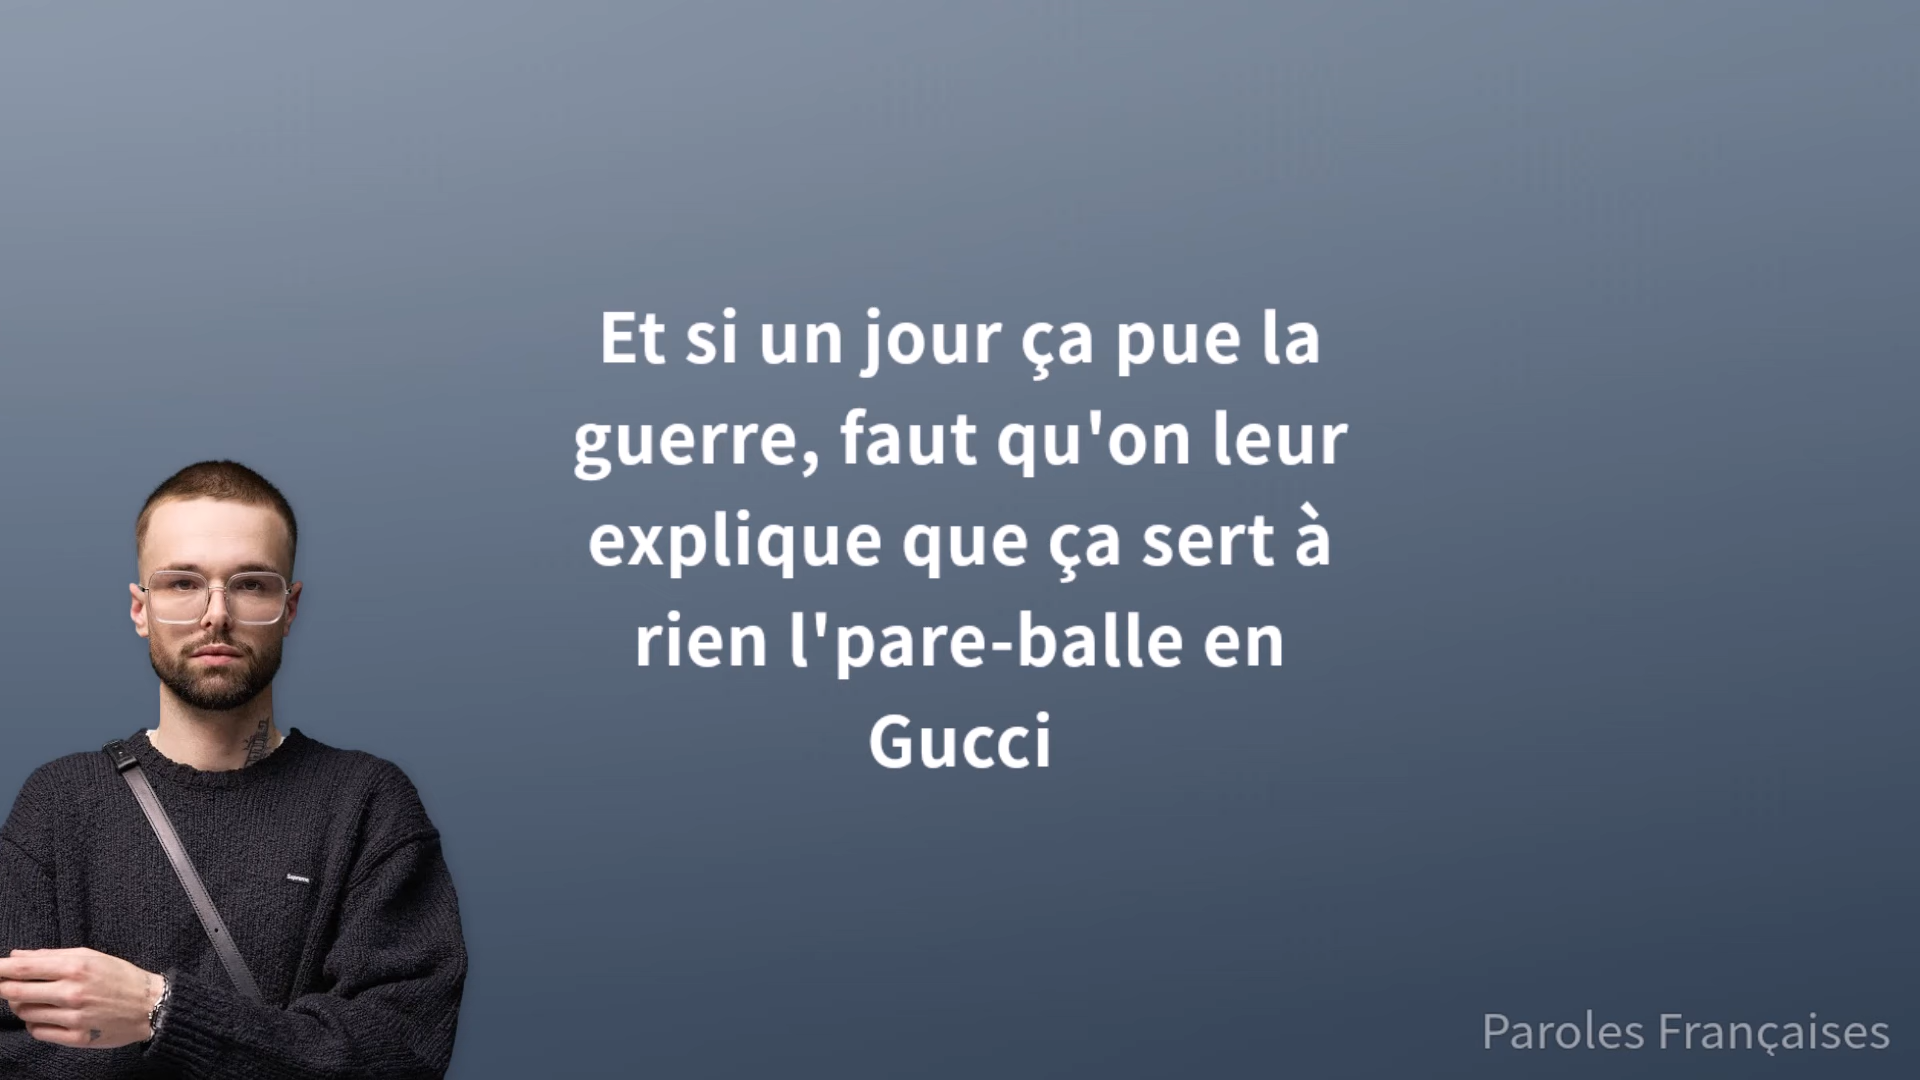 Et si un jour ça pue la
guerre, faut qu'on leur
explique que ça sert à
rien l'pare-balle en
Gucci
Supreme
Paroles Françaises